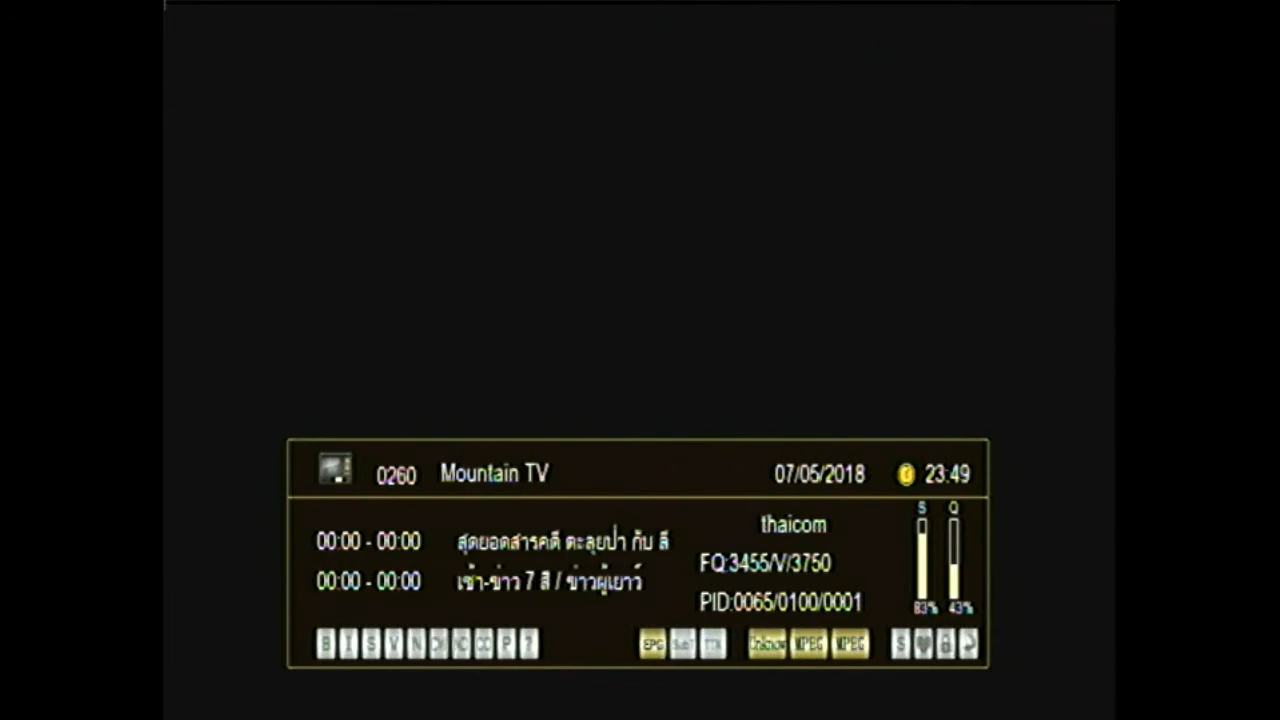 0260 Mountain TV 07/05/2018 23:49
S Q
00:00 - 00:00 สุดยอดสารคดี ตะลุยป่า กับ ลี thaicom
FQ:3455/V/3750
00:00 - 00:00 เช้า-ข่าว 7 สี / ข่าวผู้เยาว์
PID:0065/0100/0001 83% 43%
B I S V N P ? EPG SubT TTX Unknow MPEG MPEG S